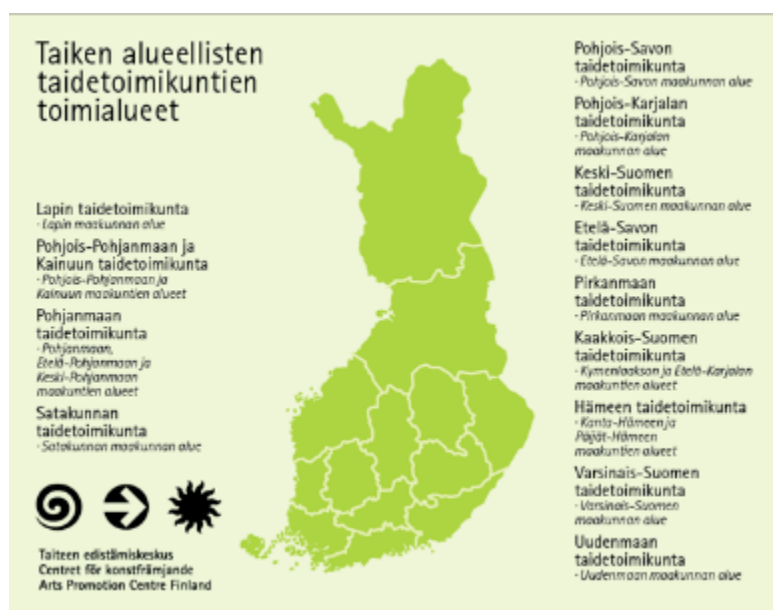 Taiken alueellisten
taidetoimikuntien
toimialueet
Lapin taidetoimikunta
- Lapin maakunnan alue
Pohjois-Pohjanmaan ja
Kainuun taidetoimikunta
- Pohjois-Pohjanmaan ja
Kainuun maakuntien alueet
Pohjanmaan
taidetoimikunta
- Pohjanmaan,
Etelä-Pohjanmaan ja
Keski-Pohjanmaan
maakuntien alueet
Satakunnan
taidetoimikunta
- Satakunnan maakunnan alue
Taiteen edistämiskeskus
Centret för konstfrämjande
Arts Promotion Centre Finland
Pohjois-Savon
taidetoimikunta
- Pohjois-Savon maakunnan alue
Pohjois-Karjalan
taidetoimikunta
- Pohjois-Karjalan
maakunnan alue
Keski-Suomen
taidetoimikunta
- Keski-Suomen maakunnan alue
Etelä-Savon
taidetoimikunta
- Etelä-Savon maakunnan alue
Pirkanmaan
taidetoimikunta
- Pirkanmaan maakunnan alue
Kaakkois-Suomen
taidetoimikunta
- Kymenlaakson ja Etelä-Karjalan
maakuntien alueet
Hämeen taidetoimikunta
- Kanta-Hämeen ja
Päijät-Hämeen
maakuntien alueet
Varsinais-Suomen
taidetoimikunta
- Varsinais-Suomen
maakunnan alue
Uudenmaan
taidetoimikunta
- Uudenmaan maakunnan alue